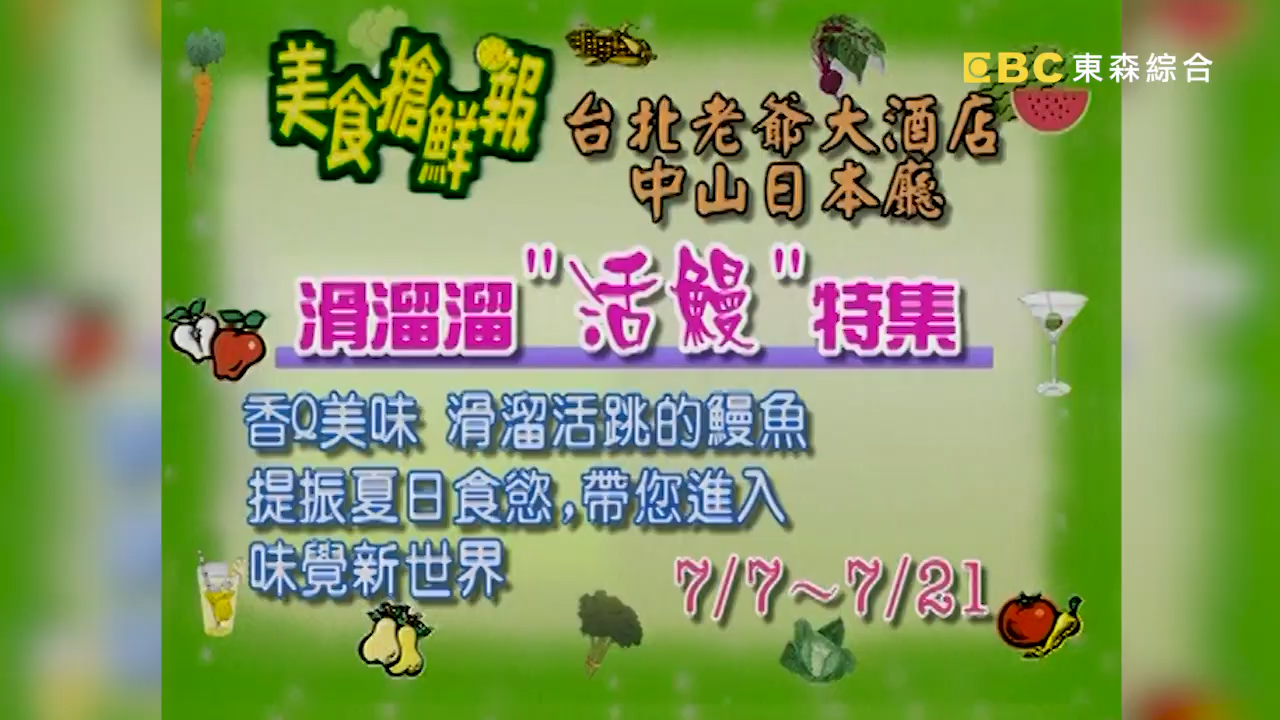 美食搶鮮報
EBC 東森綜合
台北老爺大酒店
中山日本廳
滑溜溜"活鰻"特集
香Q美味 滑溜活跳的鰻魚
提振夏日食慾,帶您進入
味覺新世界
7/7~7/21